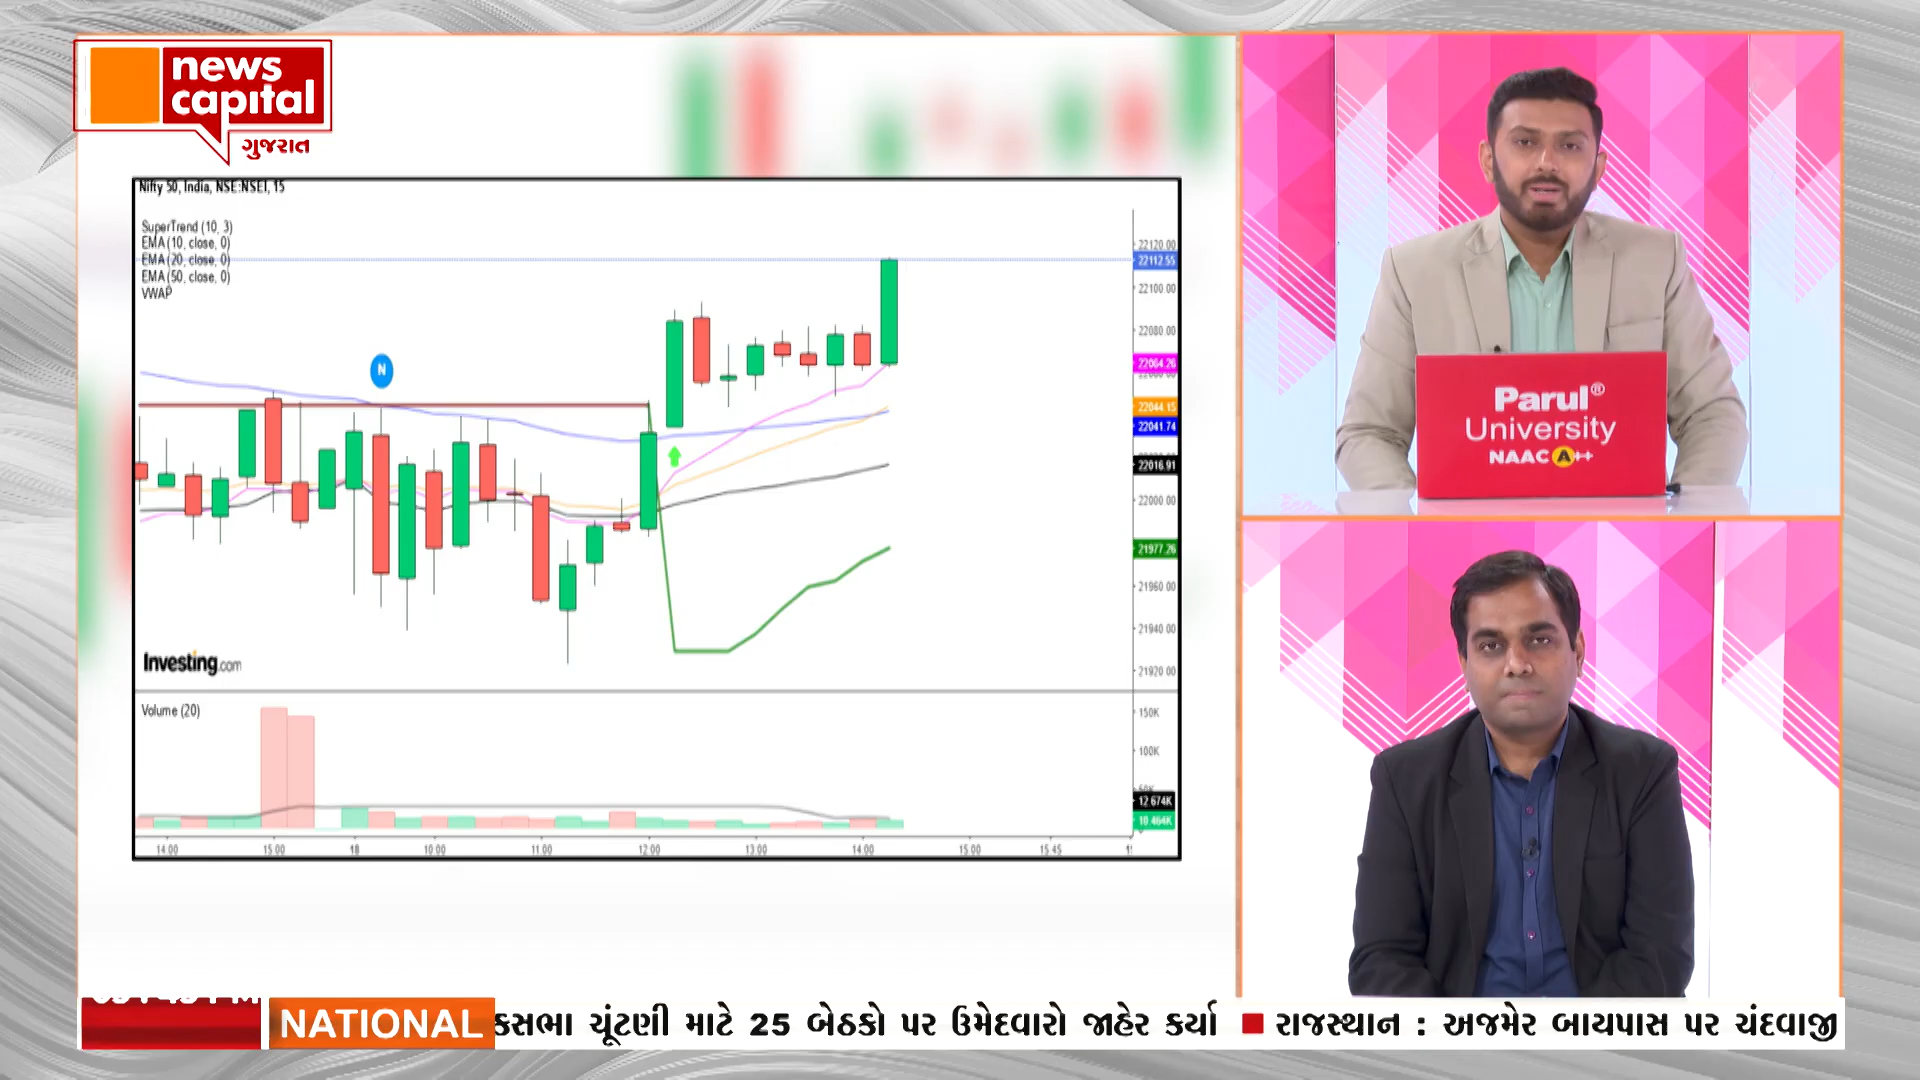 news
capital
ગુજરાત
Nifty 50, India, NSE:NSEI, 15
SuperTrend (10, 3)
EMA (10, close, 0)
EMA (20, close, 0)
EMA (50, close, 0)
VWAP
N
22120.00
22112.55
22100.00
22080.00
22064.26
22044.15
22041.74
22016.91
22000.00
21977.26
21960.00
21940.00
21920.00
Investing.com
Volume (20)
150K
100K
12.674K
10.464K
14:00 15:00 18 10:00 11:00 12:00 13:00 14:00 15:00 15:45
Parul®
University
NAAC A++
NATIONAL કસભા ચૂંટણી માટે 25 બેઠકો પર ઉમેદવારો જાહેર કર્યા રાજસ્થાન : અજમેર બાયપાસ પર ચંદવાજી